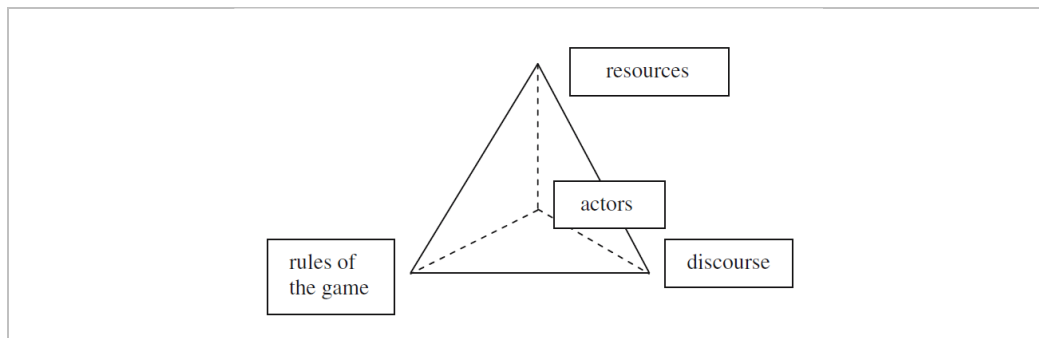 resources
actors
rules of
the game
discourse